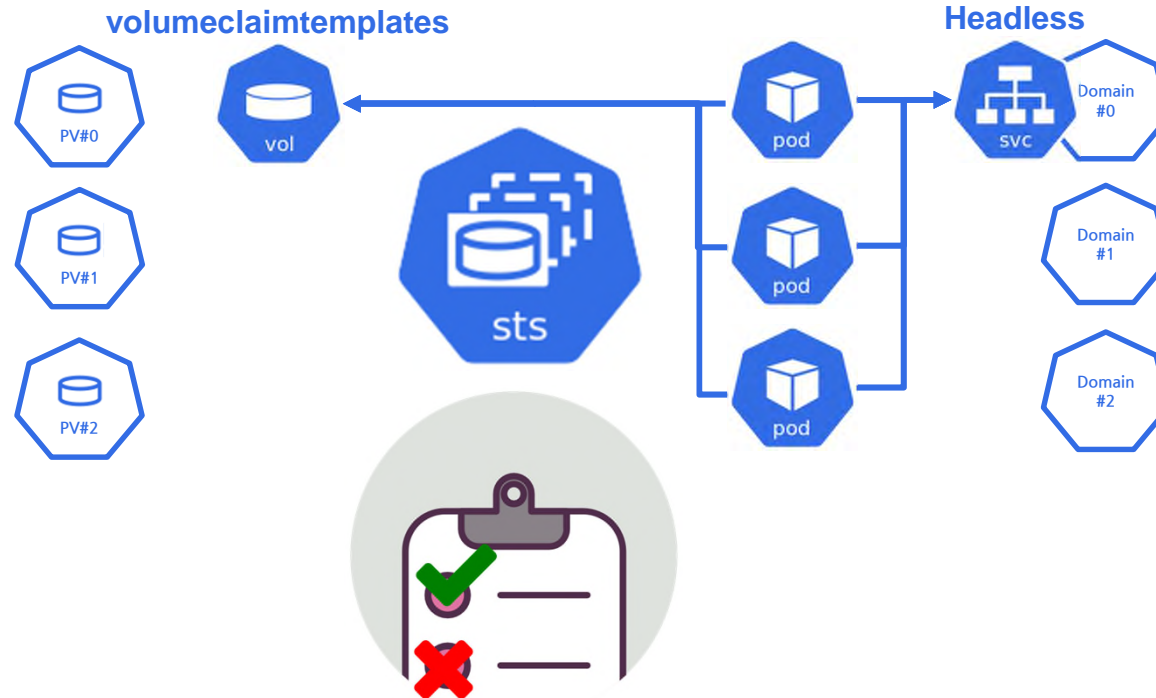 volumeclaimtemplates
Headless
PV#0
vol
pod
svc
Domain
#0
sts
PV#1
pod
Domain
#1
PV#2
pod
Domain
#2